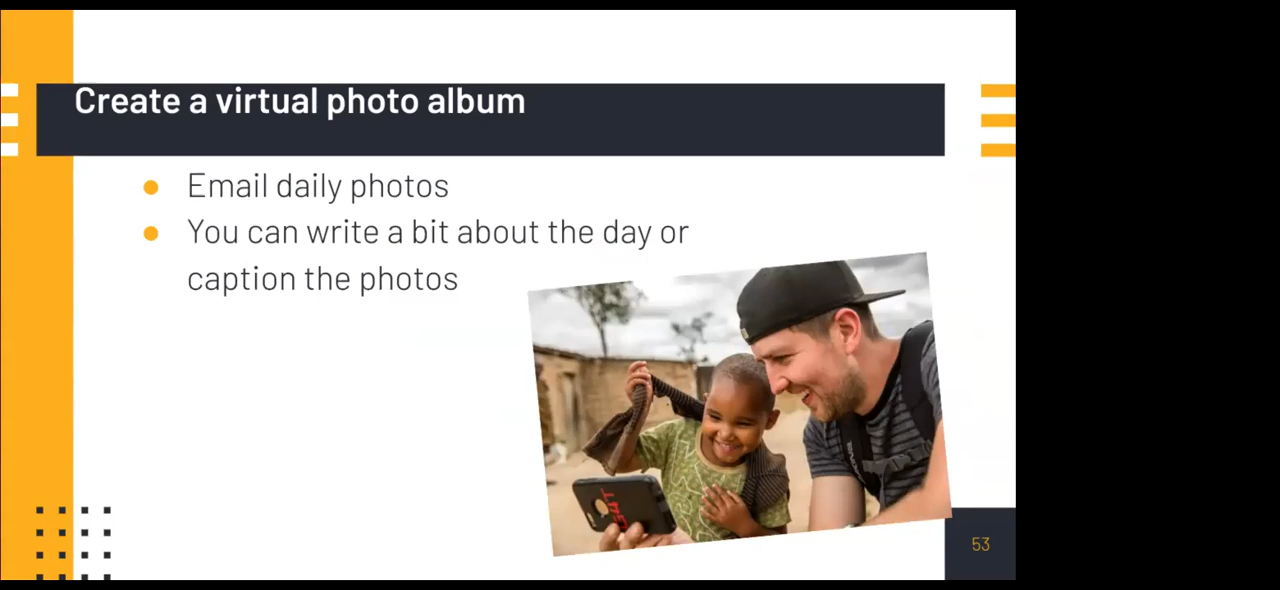 Create a virtual photo album
Email daily photos
You can write a bit about the day or
caption the photos
53